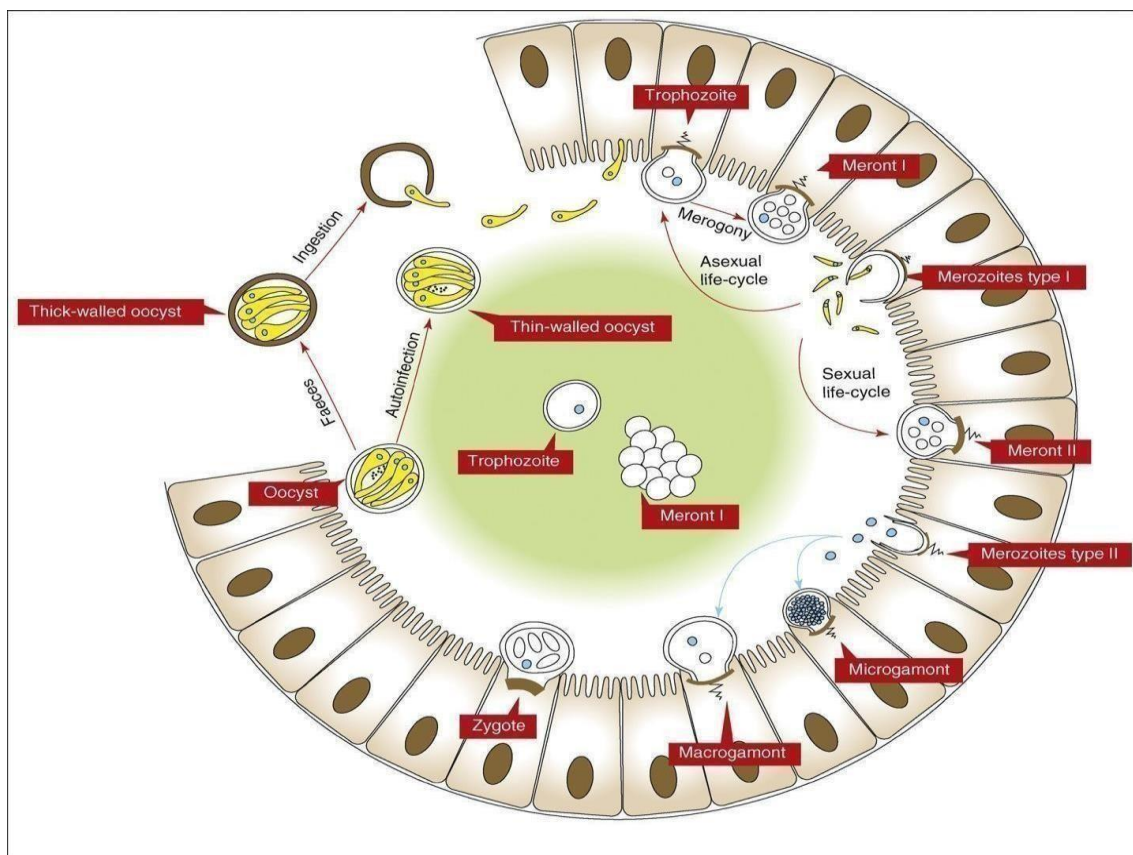 Trophozoite
Meront I
Merogony
Ingestion
Asexual
life-cycle
Merozoites type I
Thick-walled oocyst
Thin-walled oocyst
Sexual
life-cycle
Autoinfection
Faeces
Trophozoite
Meront II
Oocyst
Meront I
Merozoites type II
Microgamont
Zygote
Macrogamont